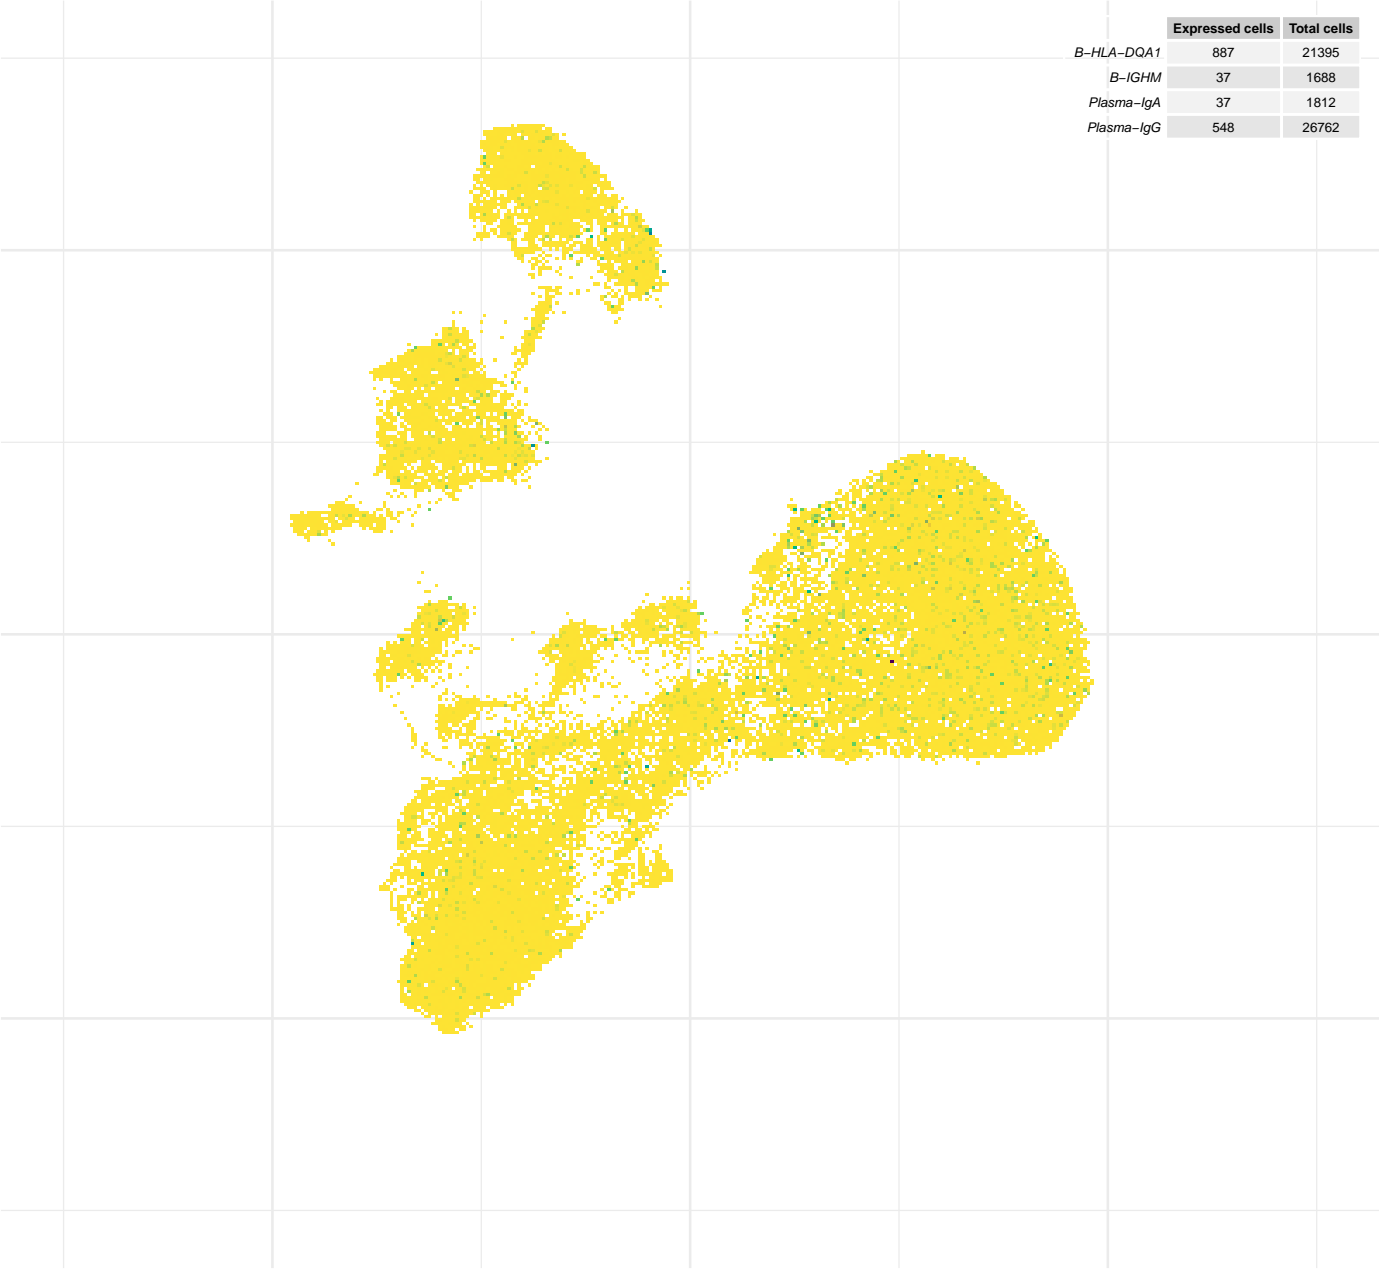 Expressed cells Total cells
B−HLA−DQA1 887 21395
B−IGHM 37 1688
Plasma−IgA 37 1812
Plasma−IgG 548 26762